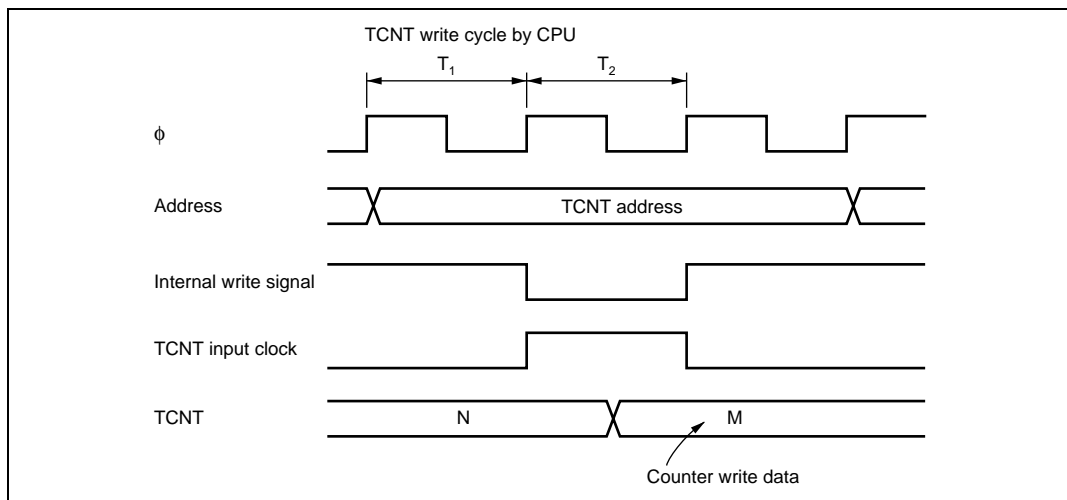 TCNT write cycle by CPU
T1 T2
ϕ
Address TCNT address
Internal write signal
TCNT input clock
TCNT N M
Counter write data